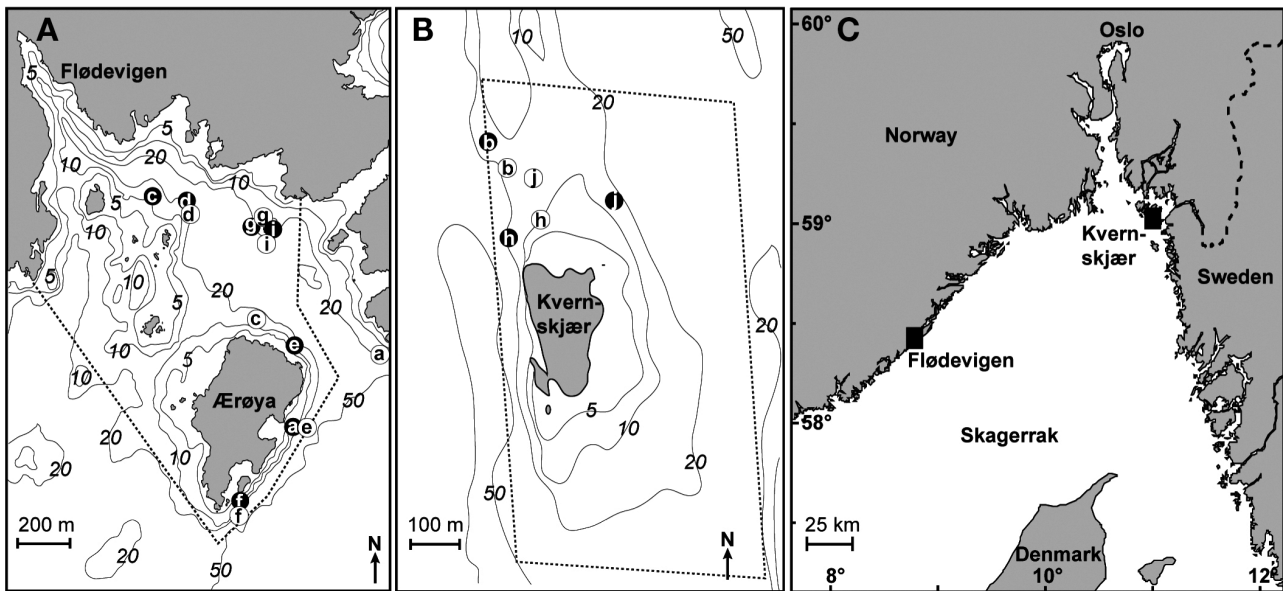 A
5
Flødevigen
5
20
10
10
c
d
d
5
g
g
i
i
10
5
10
20
5
20
c
10
e
a
5
10
Ærøya
50
a
e
20
10
20
f
f
200 m
20
50
N
B
10
50
20
b
b
j
j
h
h
Kvern-
skjær
20
5
10
20
50
100 m
N
C
60°
Oslo
Norway
59°
Kvern-
skjær
Sweden
Flødevigen
58°
Skagerrak
25 km
Denmark
8°
10°
12°